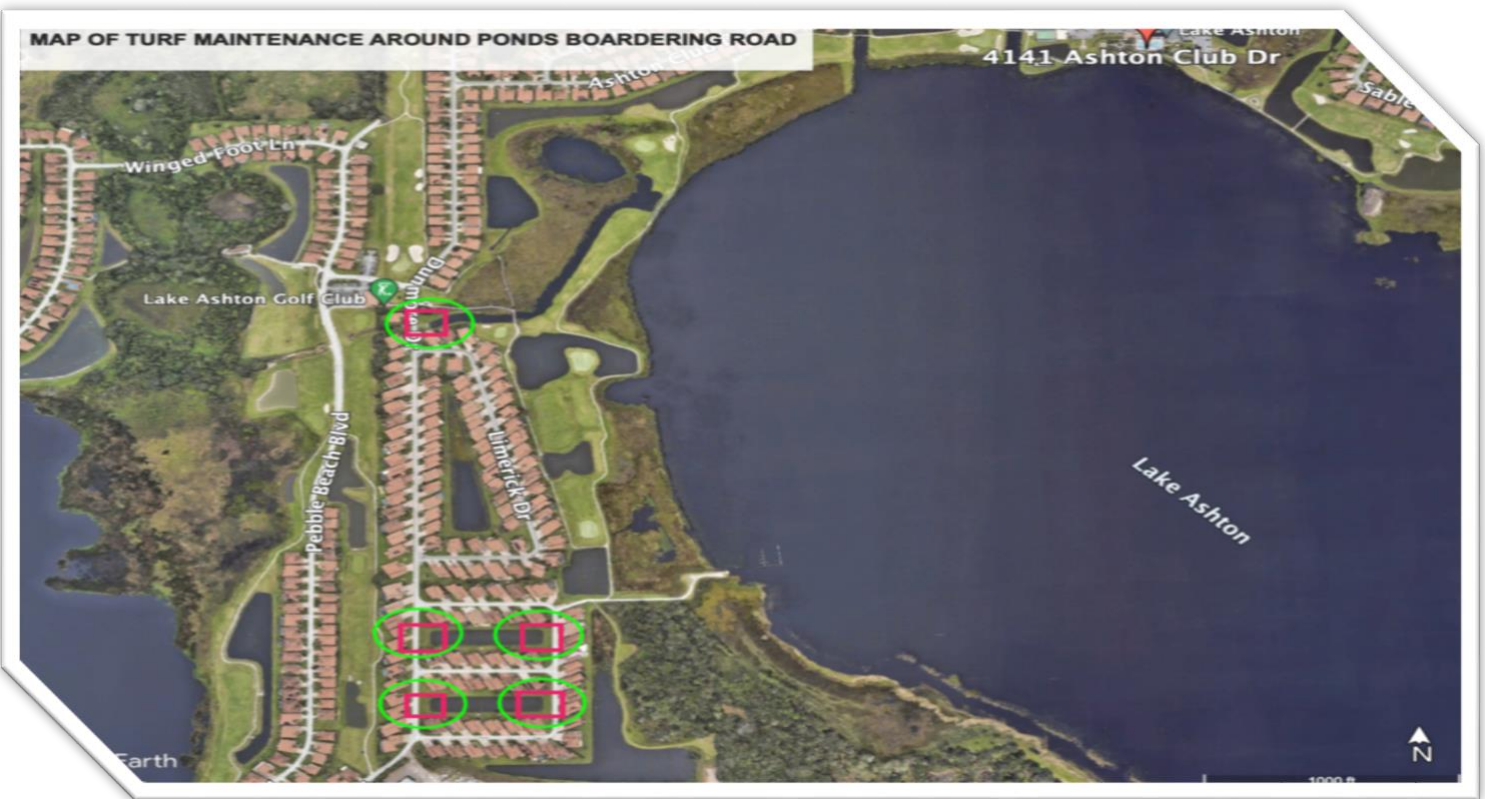 MAP OF TURF MAINTENANCE AROUND PONDS BOARDERING ROAD
Lake Ashton
4141 Ashton Club Dr
Ashton Club
Sable
Winged Foot Ln
Lake Ashton Golf Club
Pebble Beach Blvd
Limerick Dr
Lake Ashton
Earth
N
1000 ft